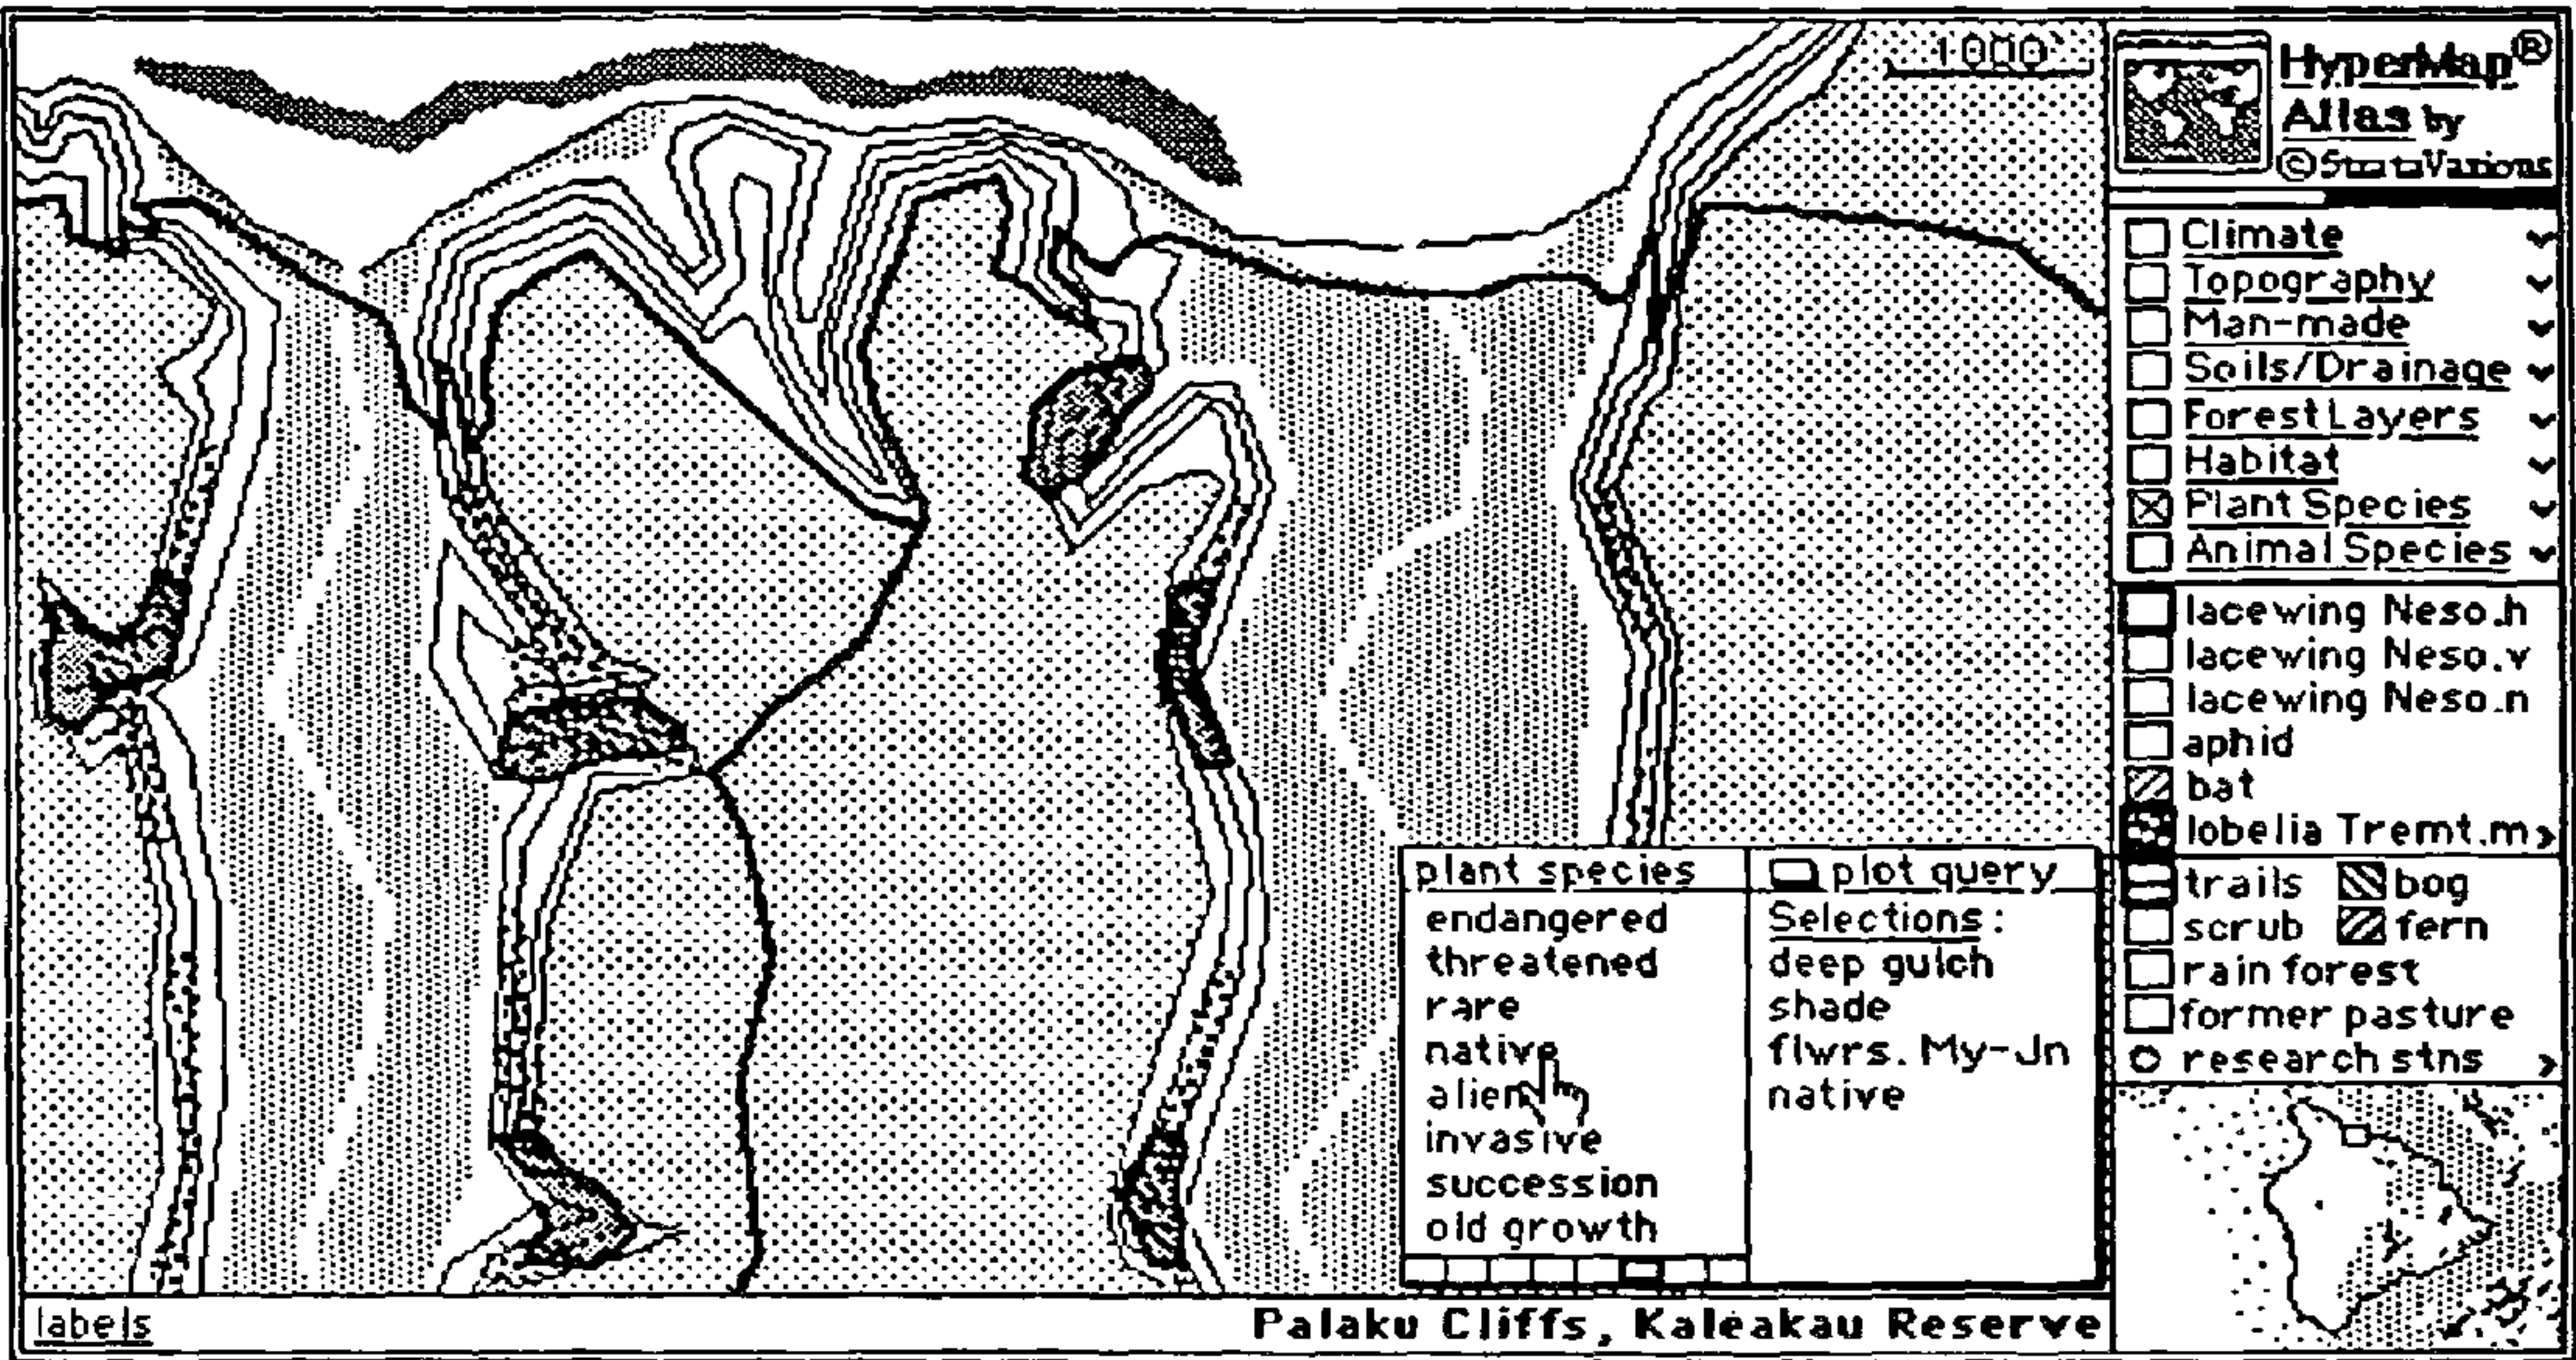 1000
HyperMap®
Atlas by
©StrataVarious
Climate
Topography
Man-made
Soils/Drainage
Forest Layers
Habitat
Plant Species
Animal Species
lacewing Neso.h
lacewing Neso.v
lacewing Neso.n
aphid
bat
lobelia Tremt.m
trails bog
scrub fern
rain forest
former pasture
research stns
plant species
endangered
threatened
rare
native
alien
invasive
succession
old growth
plot query
Selections:
deep gulch
shade
flwrs. My-Jn
native
labels
Palaku Cliffs, Kaleakau Reserve